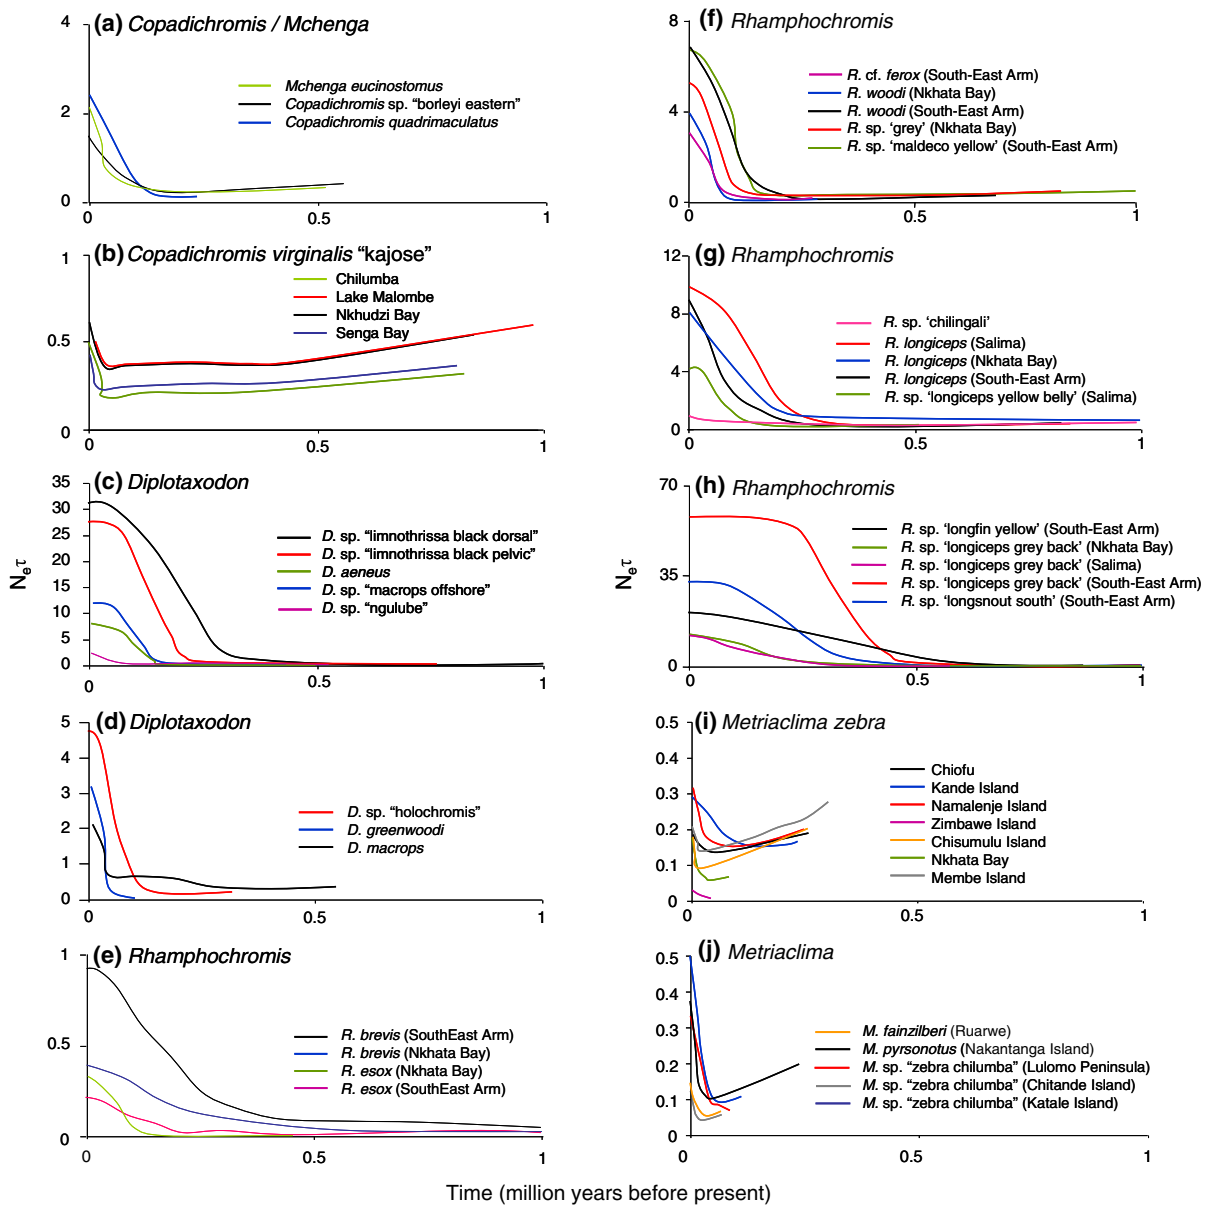 (a) Copadichromis / Mchenga
4
2
0
Mchenga eucinostomus
Copadichromis sp. “borleyi eastern”
Copadichromis quadrimaculatus
0 0.5 1
(b) Copadichromis virginalis “kajose”
1
0.5
0
Chilumba
Lake Malombe
Nkhudzi Bay
Senga Bay
0 0.5 1
(c) Diplotaxodon
35
30
25
20
15
10
5
0
Neτ
D. sp. “limnothrissa black dorsal”
D. sp. “limnothrissa black pelvic”
D. aeneus
D. sp. “macrops offshore”
D. sp. “ngulube”
0 0.5 1
(d) Diplotaxodon
5
4
3
2
1
0
D. sp. “holochromis”
D. greenwoodi
D. macrops
0 0.5 1
(e) Rhamphochromis
1
0.5
0
R. brevis (SouthEast Arm)
R. brevis (Nkhata Bay)
R. esox (Nkhata Bay)
R. esox (SouthEast Arm)
0 0.5 1
(f) Rhamphochromis
8
4
0
R. cf. ferox (South-East Arm)
R. woodi (Nkhata Bay)
R. woodi (South-East Arm)
R. sp. ‘grey’ (Nkhata Bay)
R. sp. ‘maldeco yellow’ (South-East Arm)
0 0.5 1
(g) Rhamphochromis
12
8
4
0
R. sp. ‘chilingali’
R. longiceps (Salima)
R. longiceps (Nkhata Bay)
R. longiceps (South-East Arm)
R. sp. ‘longiceps yellow belly’ (Salima)
0 0.5 1
(h) Rhamphochromis
70
35
0
Neτ
R. sp. ‘longfin yellow’ (South-East Arm)
R. sp. ‘longiceps grey back’ (Nkhata Bay)
R. sp. ‘longiceps grey back’ (Salima)
R. sp. ‘longiceps grey back’ (South-East Arm)
R. sp. ‘longsnout south’ (South-East Arm)
0 0.5 1
(i) Metriaclima zebra
0.5
0.4
0.3
0.2
0.1
0
Chiofu
Kande Island
Namalenje Island
Zimbawe Island
Chisumulu Island
Nkhata Bay
Membe Island
0 0.5 1
(j) Metriaclima
0.5
0.4
0.3
0.2
0.1
0
M. fainzilberi (Ruarwe)
M. pyrsonotus (Nakantanga Island)
M. sp. “zebra chilumba” (Lulomo Peninsula)
M. sp. “zebra chilumba” (Chitande Island)
M. sp. “zebra chilumba” (Katale Island)
0 0.5 1
Time (million years before present)